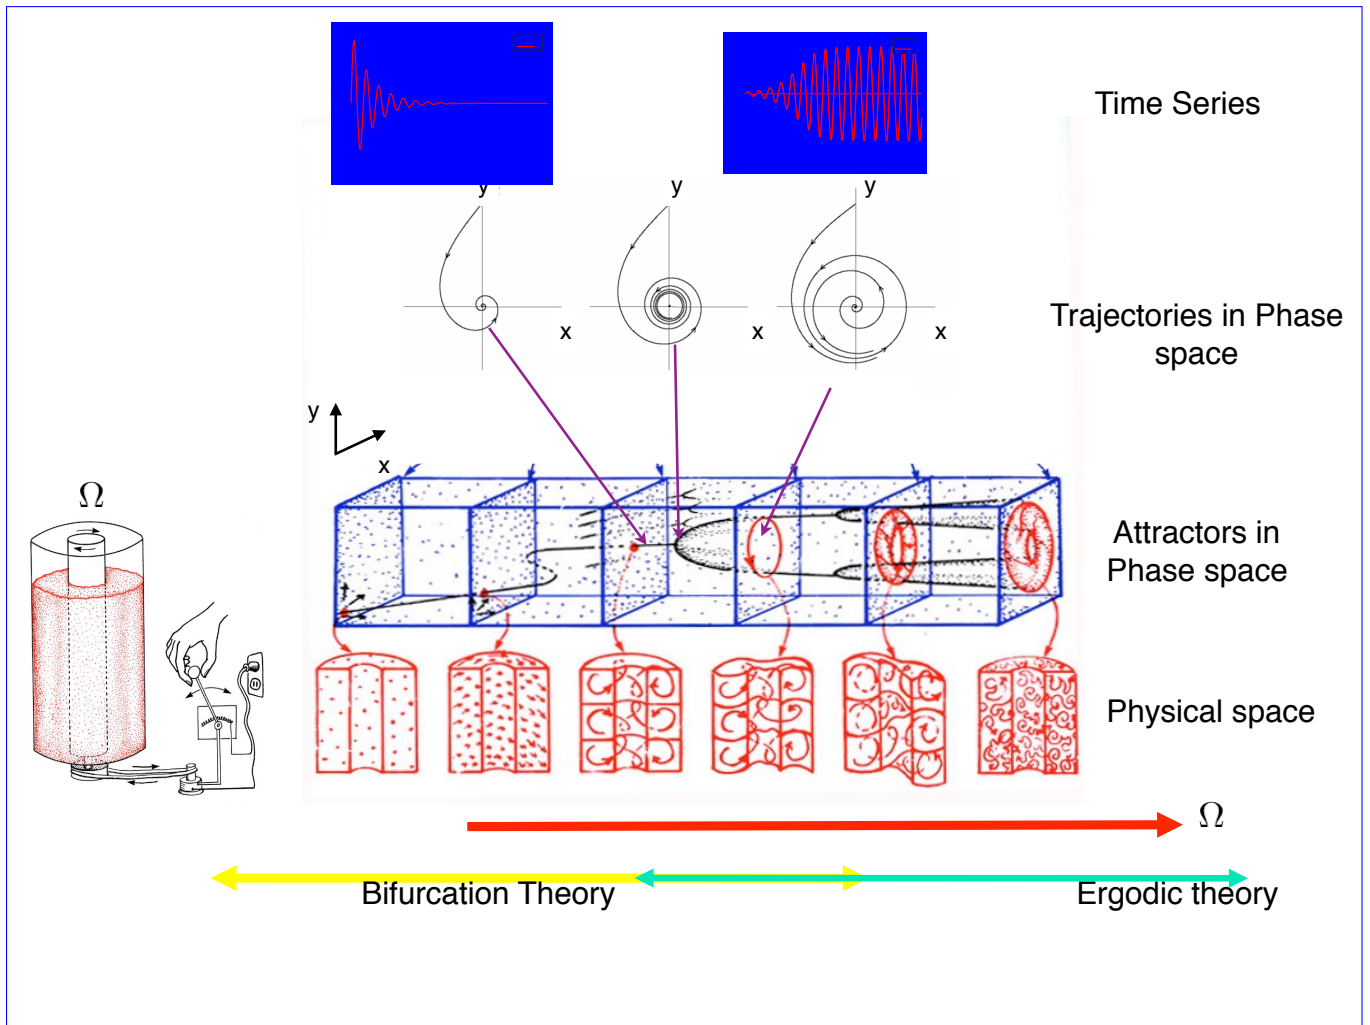 Time Series
y
y
y
x
x
x
Trajectories in Phase
space
y
x
Ω
Attractors in
Phase space
Physical space
Ω
Bifurcation Theory
Ergodic theory